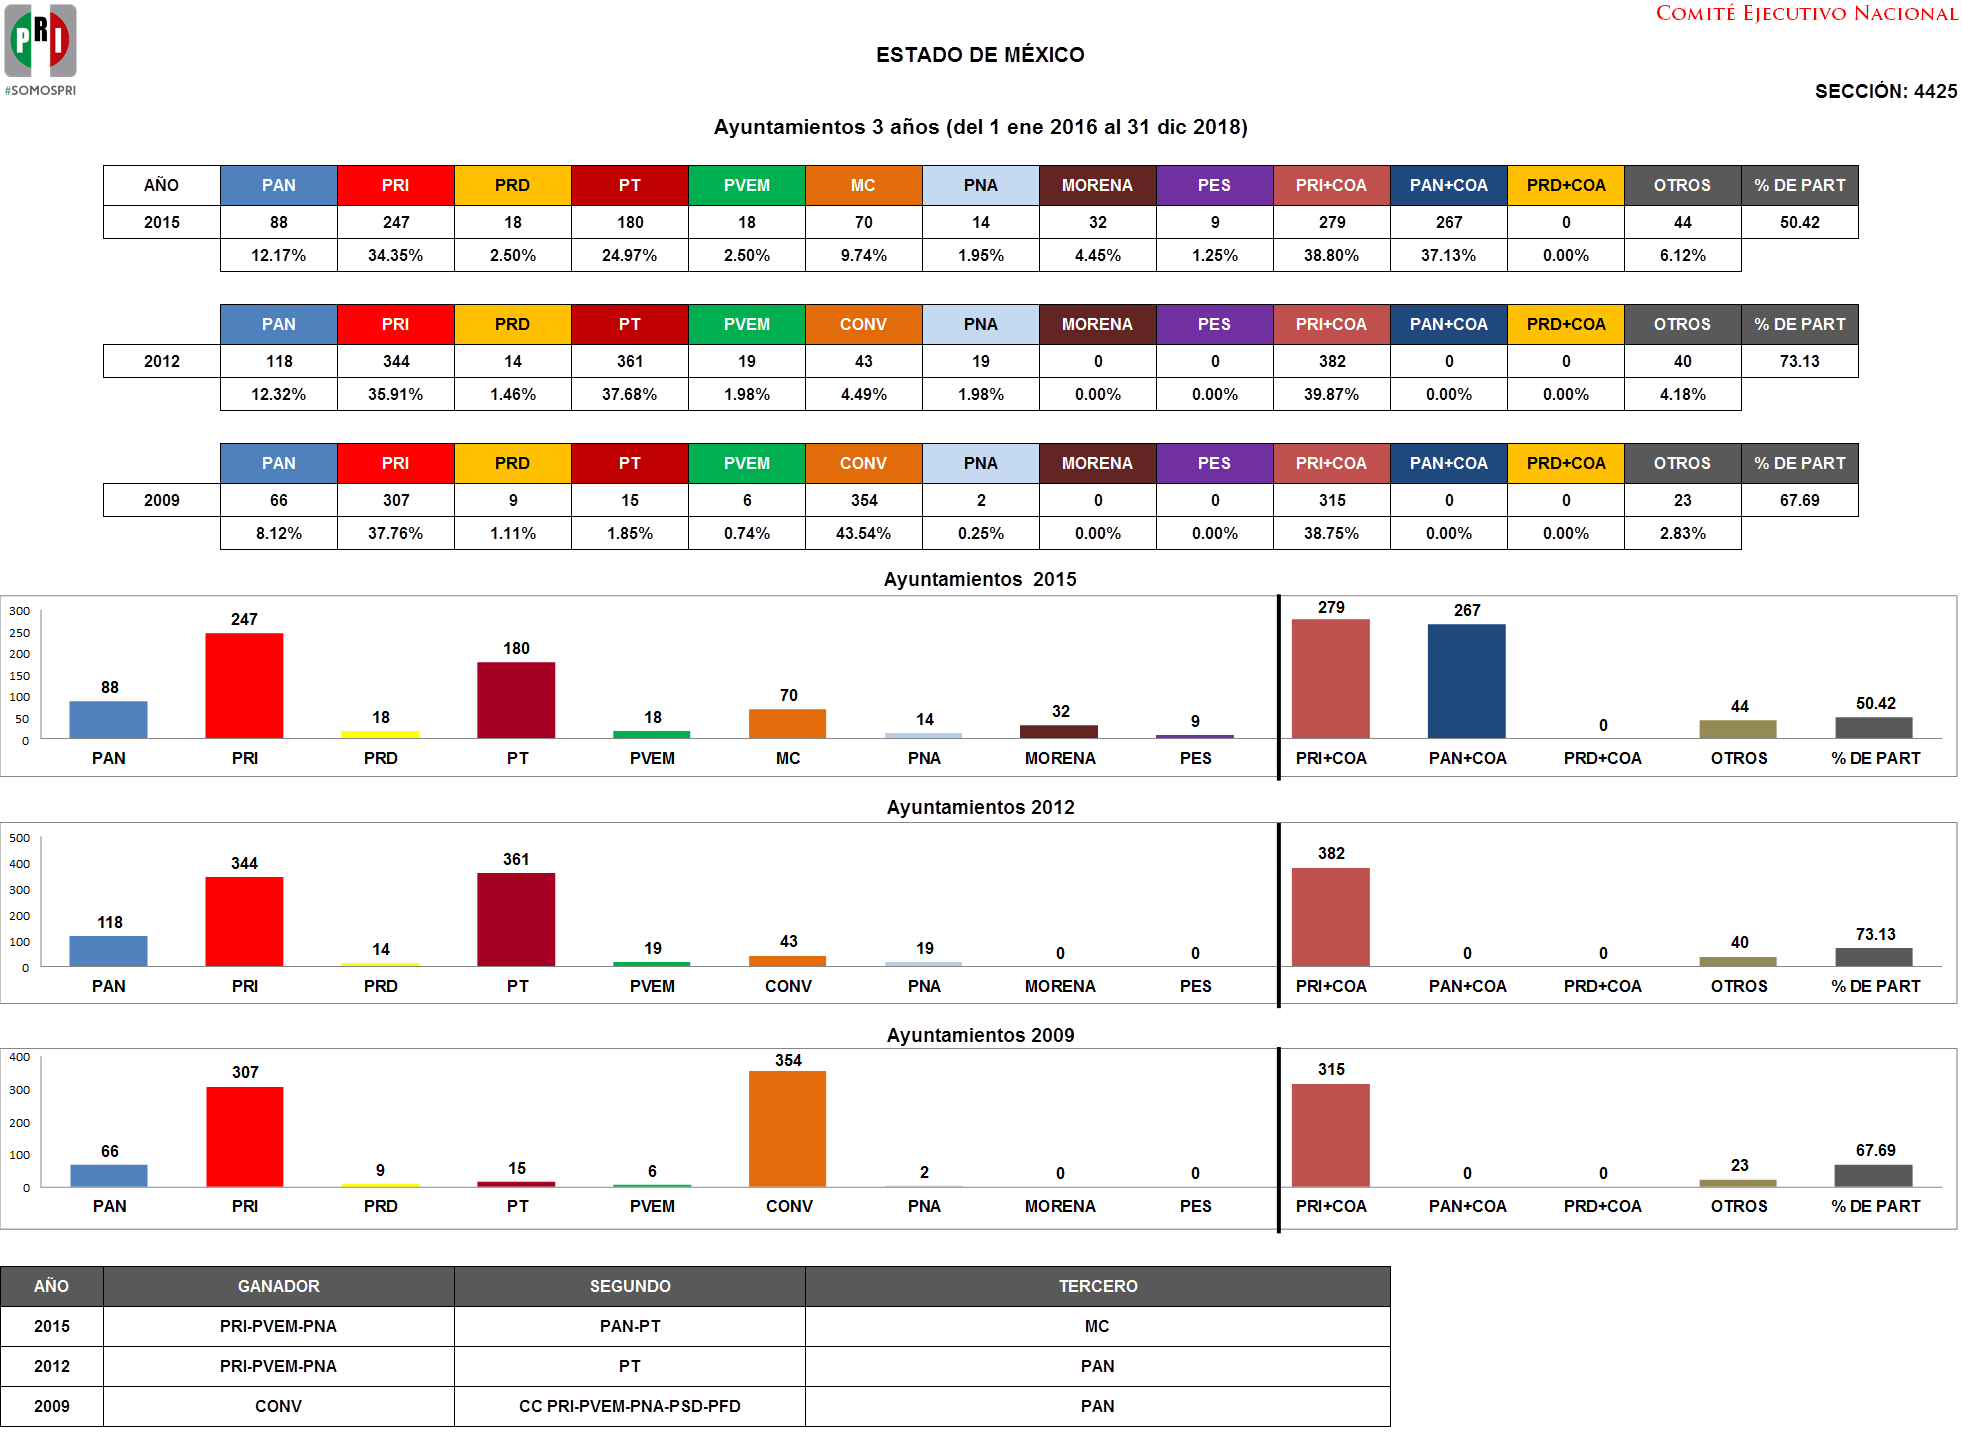 PRI
#SOMOSPRI
COMITÉ EJECUTIVO NACIONAL
ESTADO DE MÉXICO
SECCIÓN: 4425
Ayuntamientos 3 años (del 1 ene 2016 al 31 dic 2018)
AÑO PAN PRI PRD PT PVEM MC PNA MORENA PES PRI+COA PAN+COA PRD+COA OTROS % DE PART
2015 88 247 18 180 18 70 14 32 9 279 267 0 44 50.42
12.17% 34.35% 2.50% 24.97% 2.50% 9.74% 1.95% 4.45% 1.25% 38.80% 37.13% 0.00% 6.12%
PAN PRI PRD PT PVEM CONV PNA MORENA PES PRI+COA PAN+COA PRD+COA OTROS % DE PART
2012 118 344 14 361 19 43 19 0 0 382 0 0 40 73.13
12.32% 35.91% 1.46% 37.68% 1.98% 4.49% 1.98% 0.00% 0.00% 39.87% 0.00% 0.00% 4.18%
PAN PRI PRD PT PVEM CONV PNA MORENA PES PRI+COA PAN+COA PRD+COA OTROS % DE PART
2009 66 307 9 15 6 354 2 0 0 315 0 0 23 67.69
8.12% 37.76% 1.11% 1.85% 0.74% 43.54% 0.25% 0.00% 0.00% 38.75% 0.00% 0.00% 2.83%
Ayuntamientos 2015
300
250
200
150
100
50
0
88 247 18 180 18 70 14 32 9 279 267 0 44 50.42
PAN PRI PRD PT PVEM MC PNA MORENA PES PRI+COA PAN+COA PRD+COA OTROS % DE PART
Ayuntamientos 2012
500
400
300
200
100
0
118 344 14 361 19 43 19 0 0 382 0 0 40 73.13
PAN PRI PRD PT PVEM CONV PNA MORENA PES PRI+COA PAN+COA PRD+COA OTROS % DE PART
Ayuntamientos 2009
400
300
200
100
0
66 307 9 15 6 354 2 0 0 315 0 0 23 67.69
PAN PRI PRD PT PVEM CONV PNA MORENA PES PRI+COA PAN+COA PRD+COA OTROS % DE PART
AÑO GANADOR SEGUNDO TERCERO
2015 PRI-PVEM-PNA PAN-PT MC
2012 PRI-PVEM-PNA PT PAN
2009 CONV CC PRI-PVEM-PNA-PSD-PFD PAN